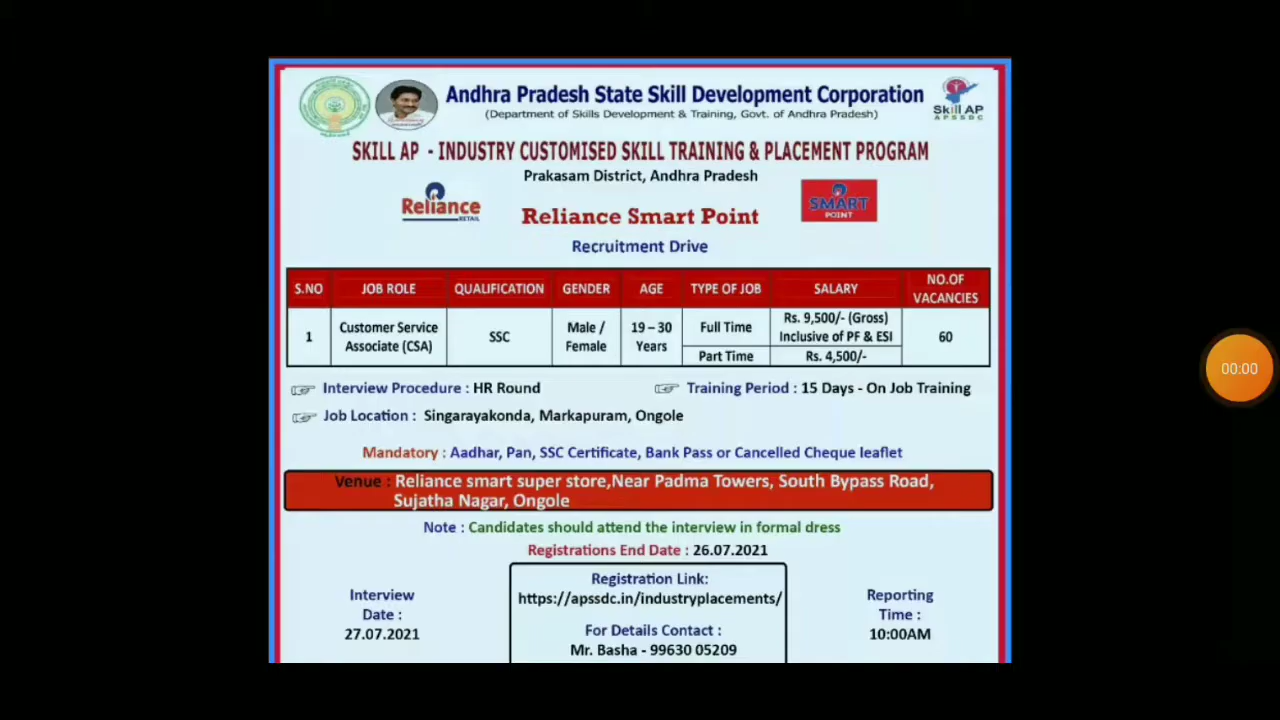 Andhra Pradesh State Skill Development Corporation
(Department of Skills Development & Training, Govt. of Andhra Pradesh)
Skill AP
APSSDC
SKILL AP - INDUSTRY CUSTOMISED SKILL TRAINING & PLACEMENT PROGRAM
Prakasam District, Andhra Pradesh
Reliance
RETAIL
Reliance Smart Point
SMART
POINT
Recruitment Drive
S.NO JOB ROLE QUALIFICATION GENDER AGE TYPE OF JOB SALARY NO.OF VACANCIES
1 Customer Service Associate (CSA) SSC Male / Female 19 – 30 Years Full Time Rs. 9,500/- (Gross) Inclusive of PF & ESI 60
Part Time Rs. 4,500/-
Interview Procedure : HR Round Training Period : 15 Days - On Job Training
Job Location : Singarayakonda, Markapuram, Ongole
Mandatory : Aadhar, Pan, SSC Certificate, Bank Pass or Cancelled Cheque leaflet
Venue : Reliance smart super store,Near Padma Towers, South Bypass Road,
Sujatha Nagar, Ongole
Note : Candidates should attend the interview in formal dress
Registrations End Date : 26.07.2021
Interview
Date :
27.07.2021
Registration Link:
https://apssdc.in/industryplacements/
For Details Contact :
Mr. Basha - 99630 05209
Reporting
Time :
10:00AM
00:00